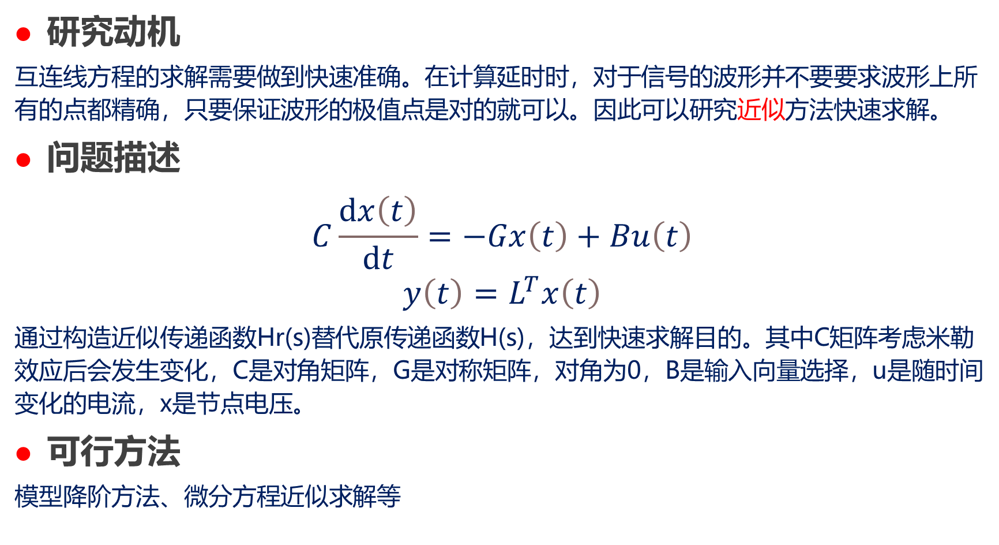 ● 研究动机
互连线方程的求解需要做到快速准确。在计算延时时，对于信号的波形并不要要求波形上所
有的点都精确，只要保证波形的极值点是对的就可以。因此可以研究近似方法快速求解。
● 问题描述
C dx(t)/dt = −Gx(t) + Bu(t)
y(t) = L^T x(t)
通过构造近似传递函数Hr(s)替代原传递函数H(s)，达到快速求解目的。其中C矩阵考虑米勒
效应后会发生变化，C是对角矩阵，G是对称矩阵，对角为0，B是输入向量选择，u是随时间
变化的电流，x是节点电压。
● 可行方法
模型降阶方法、微分方程近似求解等